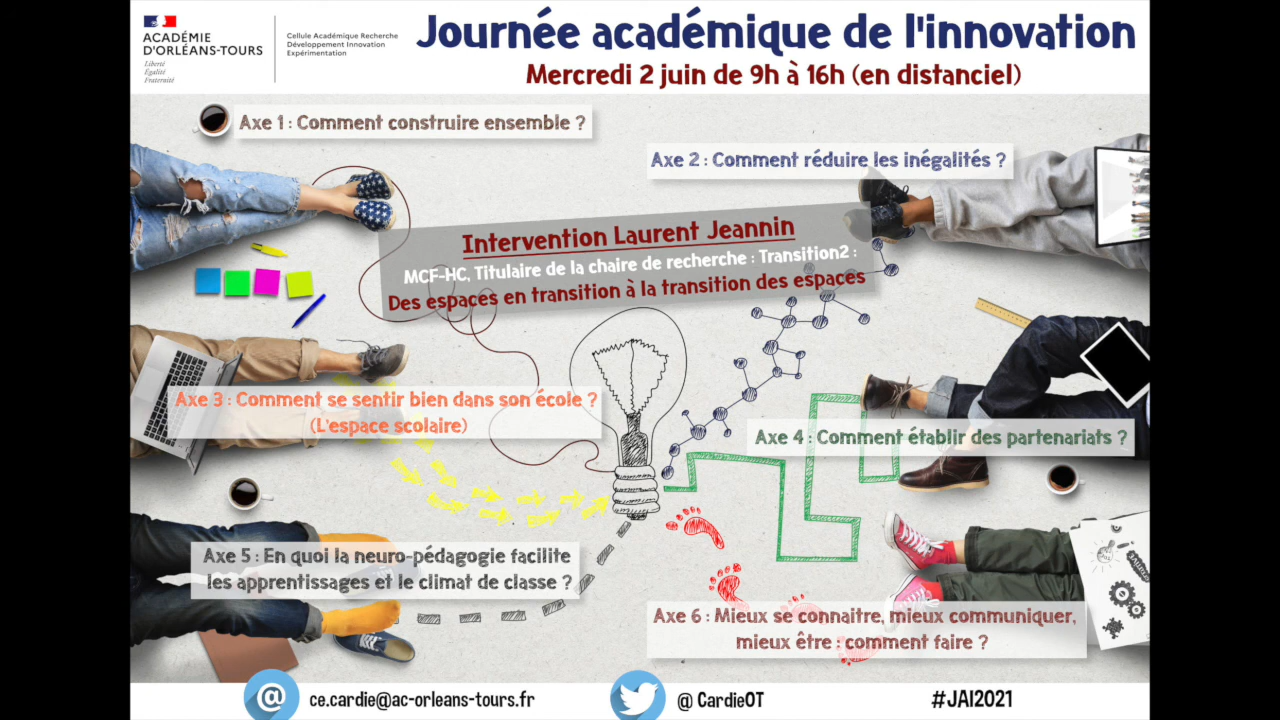 ACADÉMIE
D'ORLÉANS-TOURS
Liberté
Égalité
Fraternité
Cellule Académique Recherche
Développement Innovation
Expérimentation
Journée académique de l'innovation
Mercredi 2 juin de 9h à 16h (en distanciel)
Axe 1 : Comment construire ensemble ?
Axe 2 : Comment réduire les inégalités ?
Intervention Laurent Jeannin
MCF-HC, Titulaire de la chaire de recherche : Transition2 :
Des espaces en transition à la transition des espaces
Axe 3 : Comment se sentir bien dans son école ?
(L'espace scolaire)
Axe 4 : Comment établir des partenariats ?
Axe 5 : En quoi la neuro-pédagogie facilite
les apprentissages et le climat de classe ?
Axe 6 : Mieux se connaitre, mieux communiquer,
mieux être : comment faire ?
@ ce.cardie@ac-orleans-tours.fr
@ CardieOT
#JAI2021